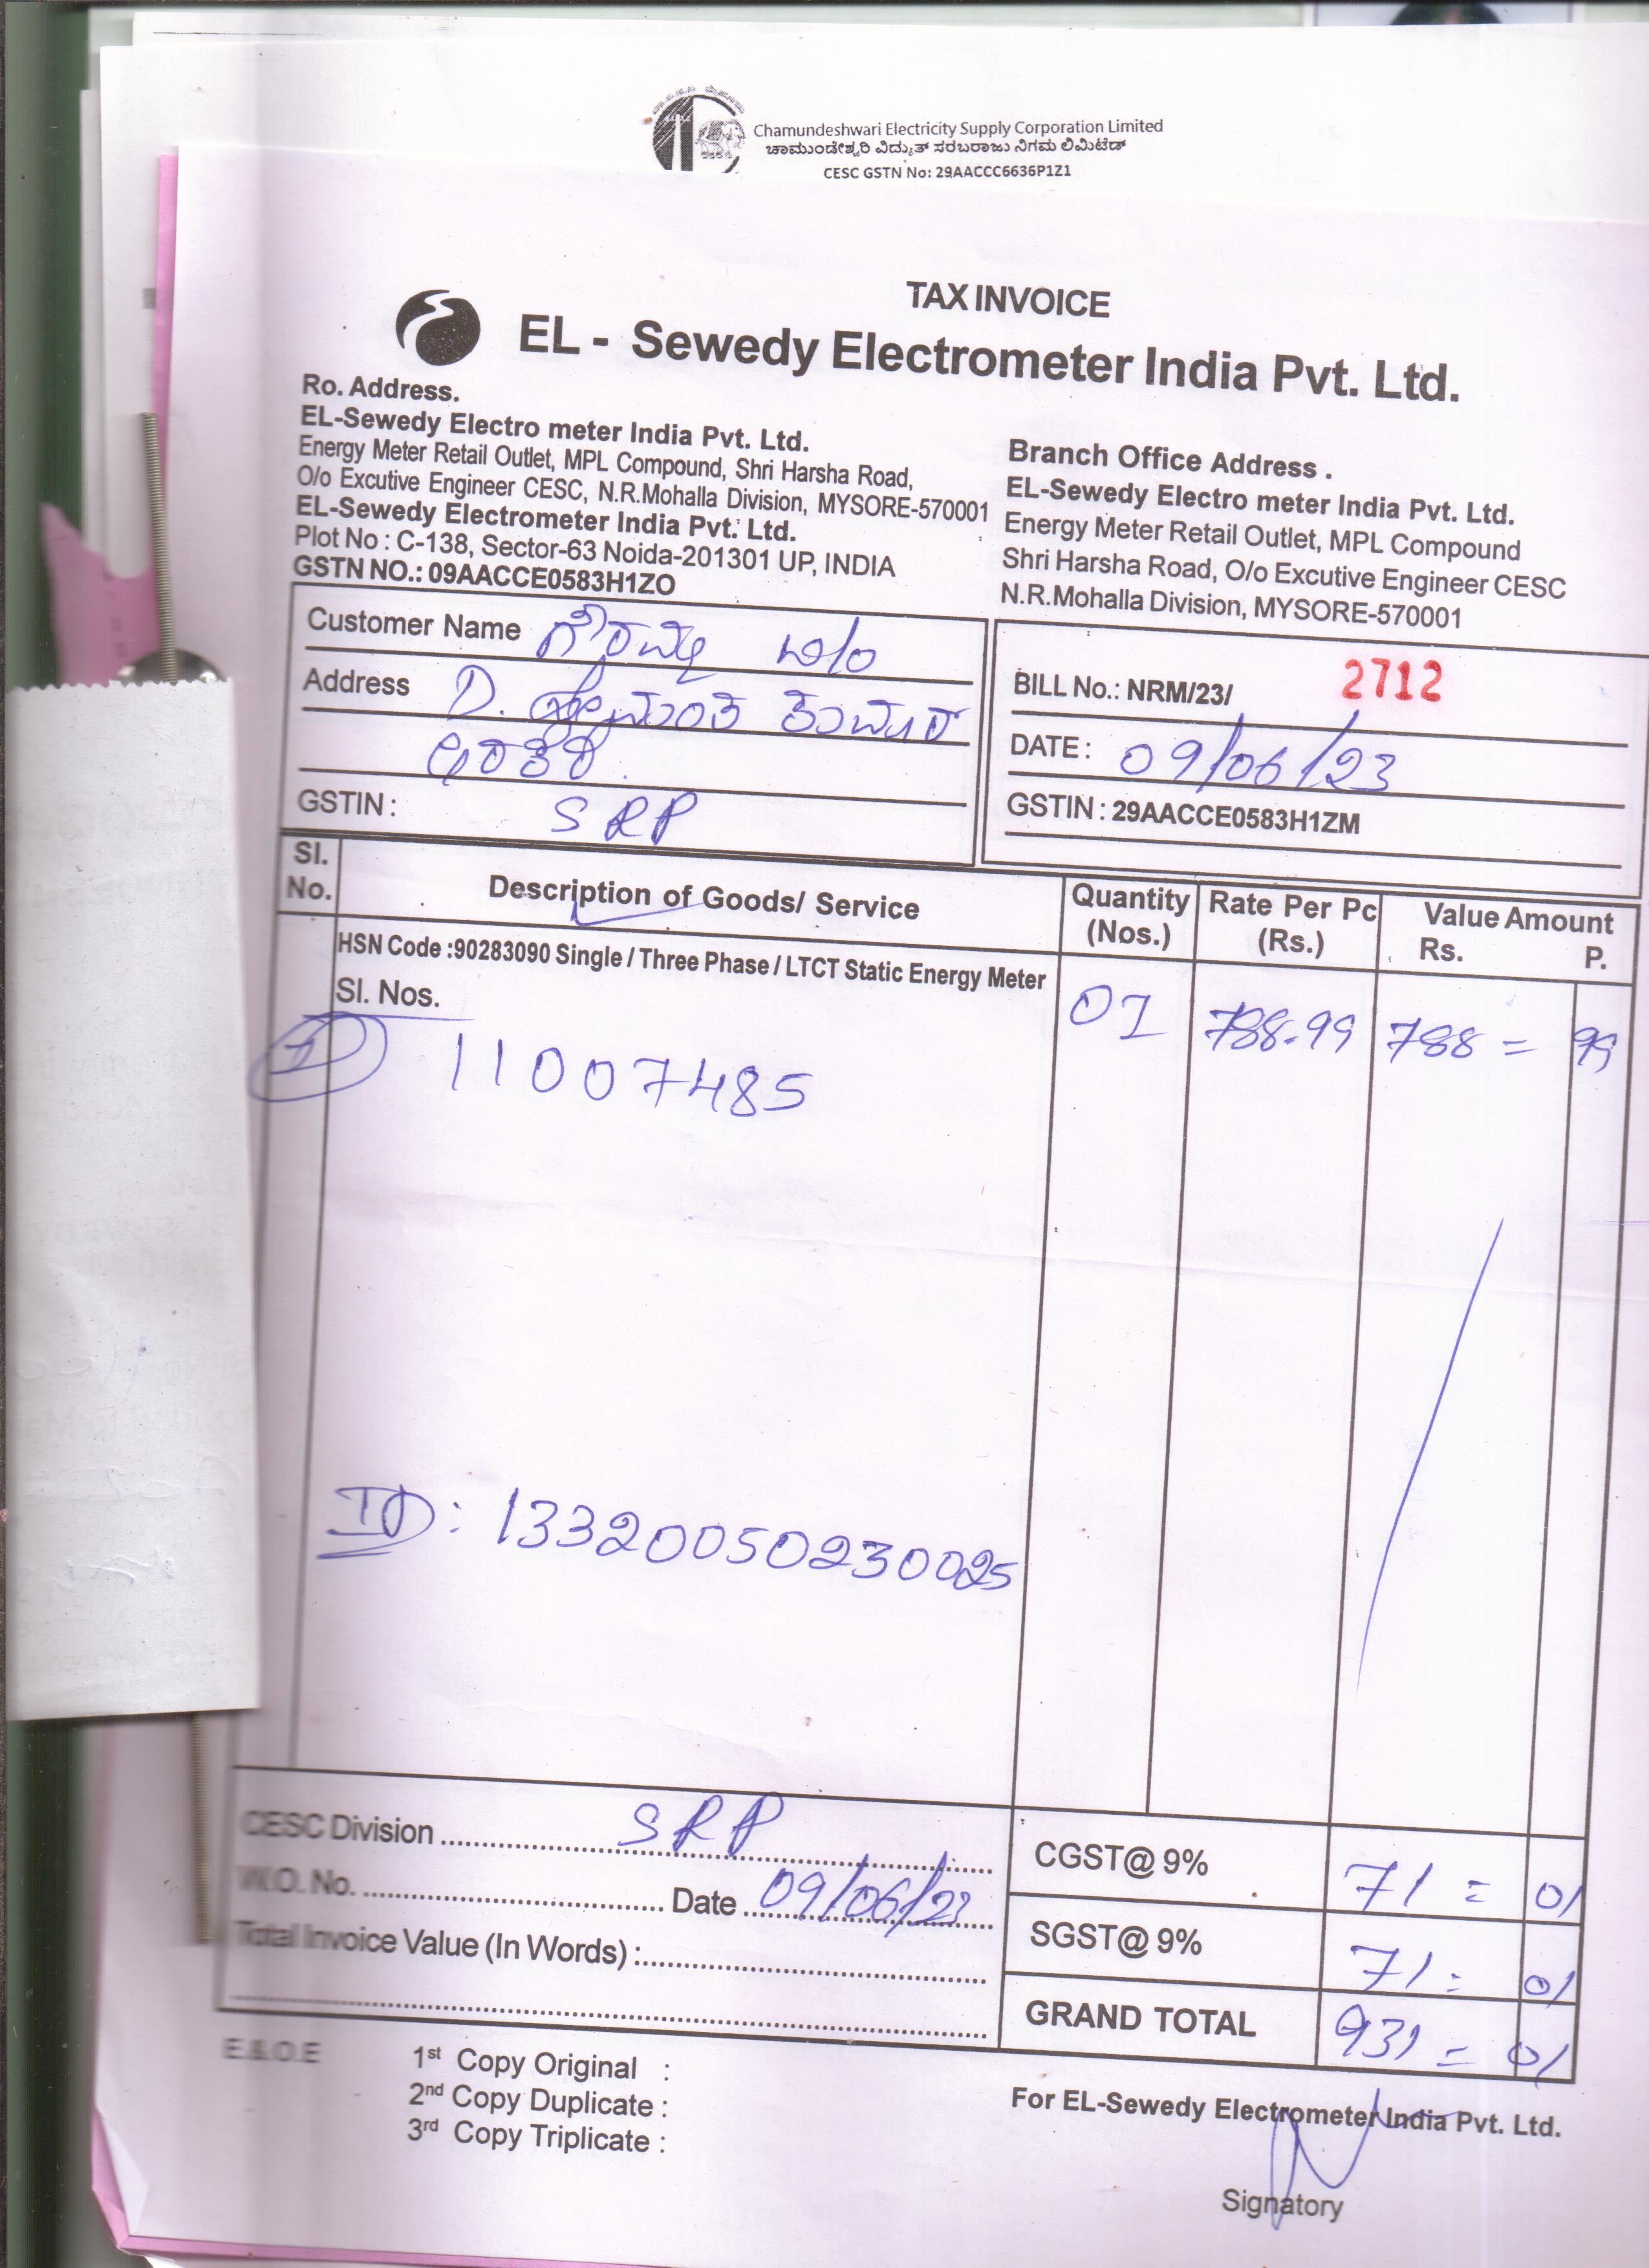 Chamundeshwari Electricity Supply Corporation Limited
ಚಾಮುಂಡೇಶ್ವರಿ ವಿದ್ಯುತ್ ಸರಬರಾಜು ನಿಗಮ ಲಿಮಿಟೆಡ್
CESC GSTN No: 29AACCC6636P1Z1
TAX INVOICE
EL - Sewedy Electrometer India Pvt. Ltd.
Ro. Address.
EL-Sewedy Electro meter India Pvt. Ltd.
Energy Meter Retail Outlet, MPL Compound, Shri Harsha Road,
O/o Excutive Engineer CESC, N.R.Mohalla Division, MYSORE-570001
EL-Sewedy Electrometer India Pvt. Ltd.
Plot No : C-138, Sector-63 Noida-201301 UP, INDIA
GSTN NO.: 09AACCE0583H1ZO
Branch Office Address .
EL-Sewedy Electro meter India Pvt. Ltd.
Energy Meter Retail Outlet, MPL Compound
Shri Harsha Road, O/o Excutive Engineer CESC
N.R.Mohalla Division, MYSORE-570001
Customer Name
Address D.
GSTIN : SRP
BILL No.: NRM/23/ 2712
DATE : 09/06/23
GSTIN : 29AACCE0583H1ZM
Sl. No. Description of Goods/ Service Quantity (Nos.) Rate Per Pc (Rs.) Value Amount Rs. P.
HSN Code :90283090 Single / Three Phase / LTCT Static Energy Meter
Sl. Nos. 01 788.99 788 = 99
11007485
ID : 13320050230025
CESC Division SRP
W.O. No. Date 09/06/23
Total Invoice Value (In Words) :
CGST@ 9% 71 = 01
SGST@ 9% 71 = 01
GRAND TOTAL 931 = 01
E.&.O.E
1st Copy Original :
2nd Copy Duplicate :
3rd Copy Triplicate :
For EL-Sewedy Electrometer India Pvt. Ltd.
Signatory